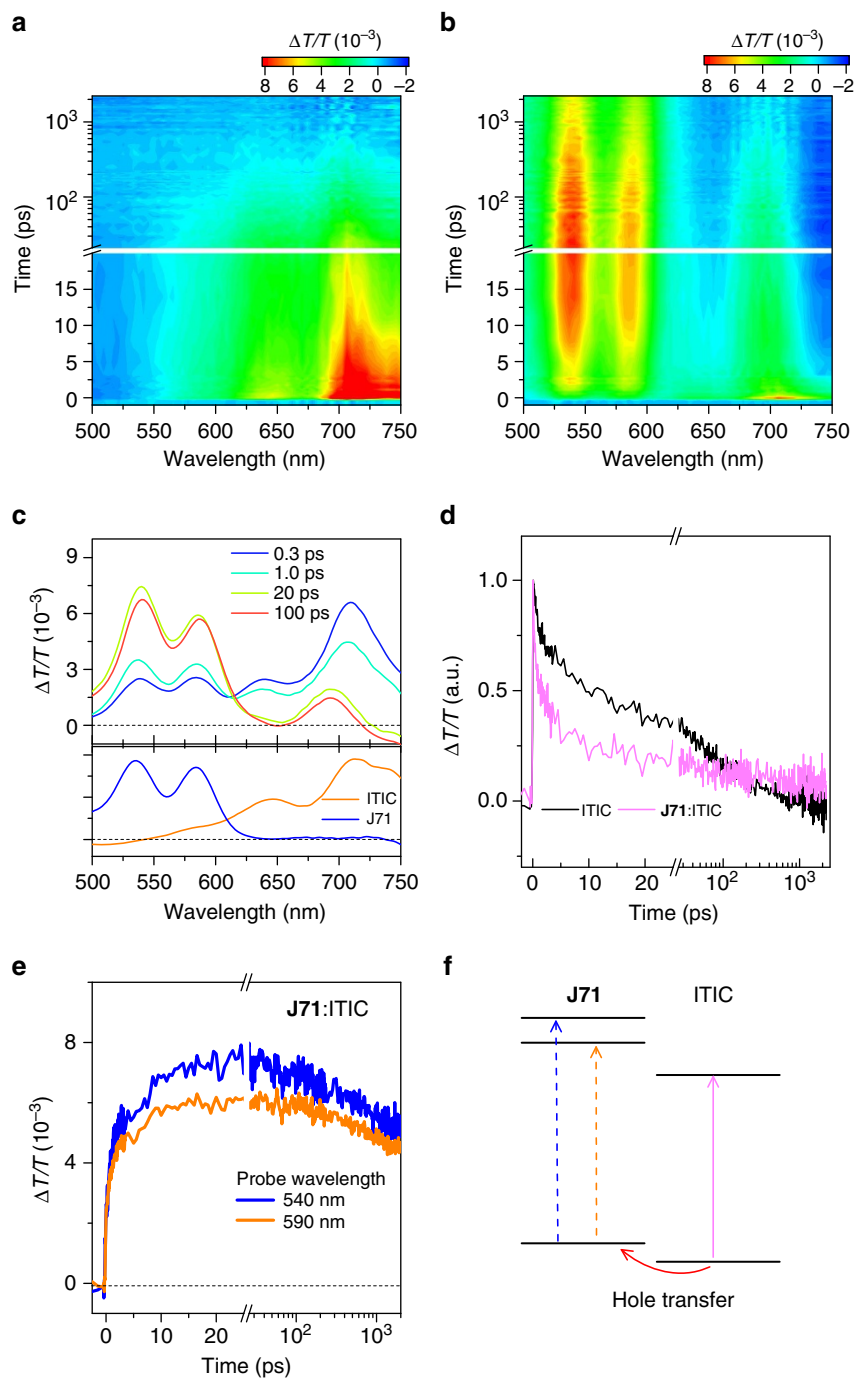 a
ΔT/T (10⁻³)
8 6 4 2 0 −2
10³
10²
15
10
5
0
Time (ps)
500 550 600 650 700 750
Wavelength (nm)
b
ΔT/T (10⁻³)
8 6 4 2 0 −2
10³
10²
15
10
5
0
Time (ps)
500 550 600 650 700 750
Wavelength (nm)
c
9
6
3
0
ΔT/T (10⁻³)
0.3 ps
1.0 ps
20 ps
100 ps
ITIC
J71
500 550 600 650 700 750
Wavelength (nm)
d
1.0
0.5
0.0
ΔT/T (a.u.)
ITIC J71:ITIC
0 10 20 10² 10³
Time (ps)
e
J71:ITIC
8
4
0
ΔT/T (10⁻³)
Probe wavelength
540 nm
590 nm
0 10 20 10² 10³
Time (ps)
f
J71 ITIC
Hole transfer